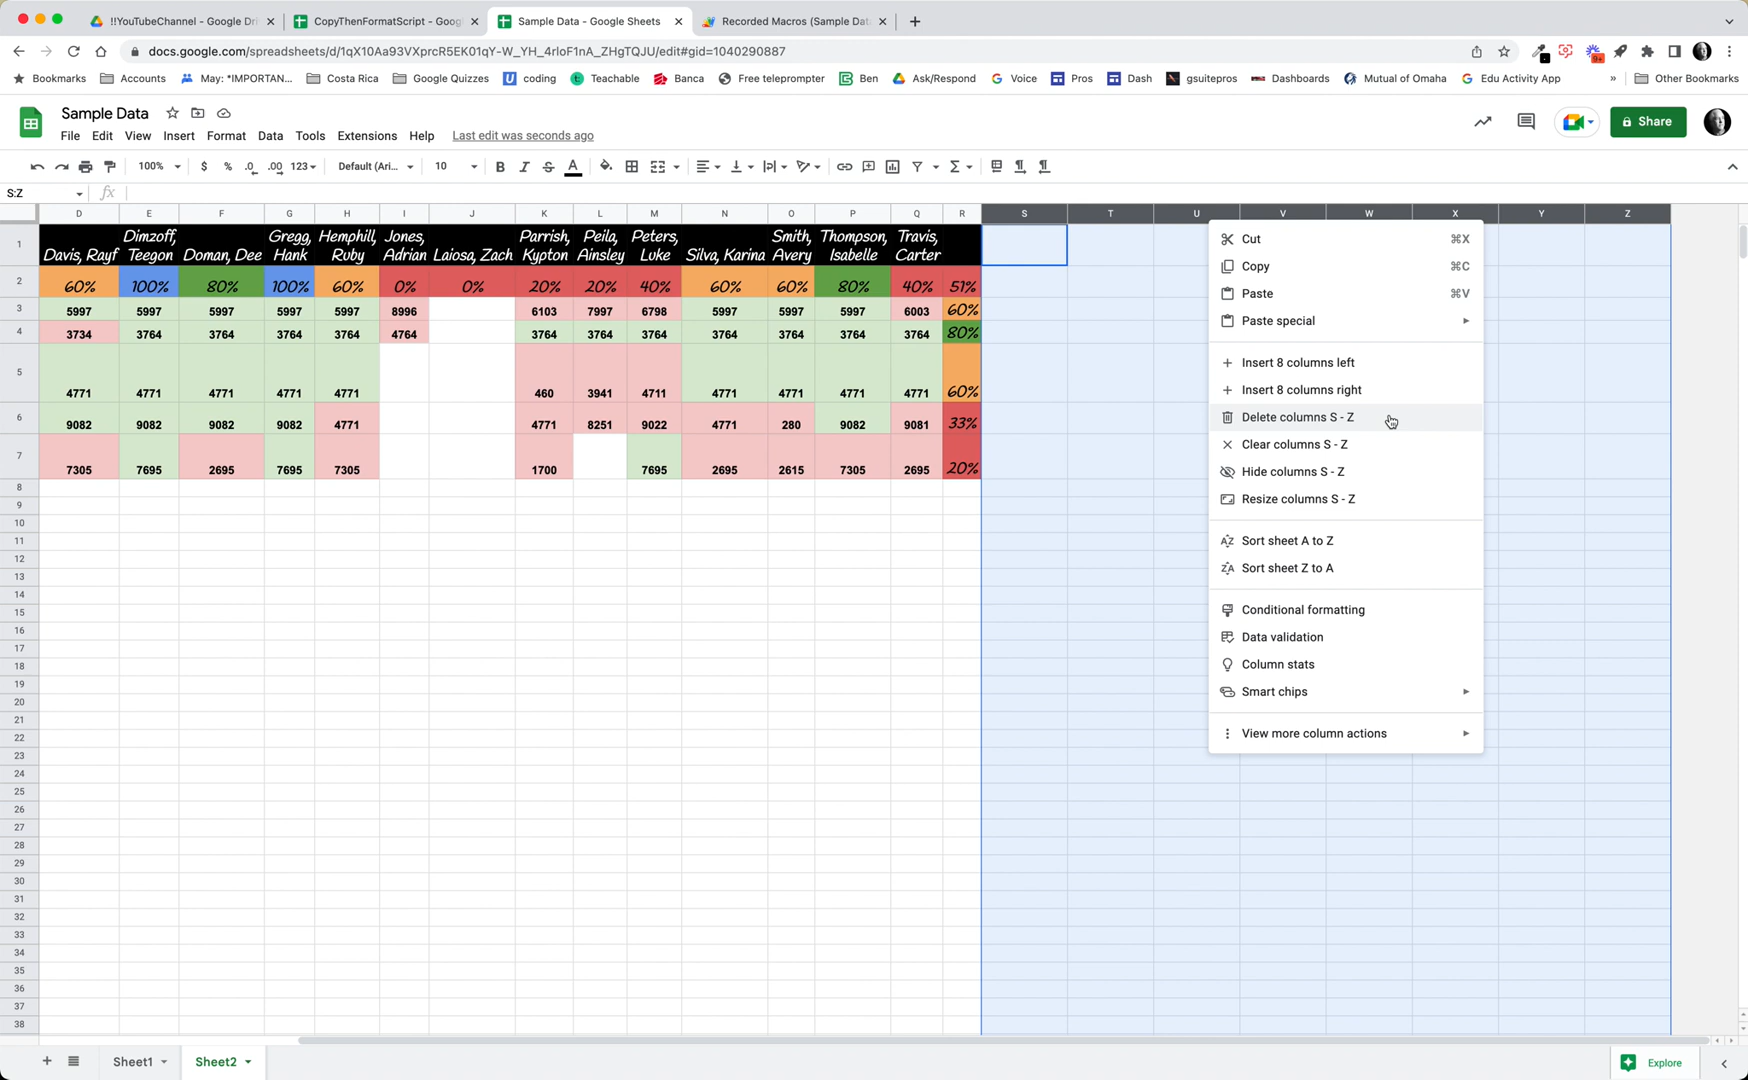 !!YouTubeChannel - Google Dri
CopyThenFormatScript - Goog
Sample Data - Google Sheets
Recorded Macros (Sample Dat
docs.google.com/spreadsheets/d/1qX10Aa93VXprcR5EK01qY-W_YH_4rloF1nA_ZHgTQJU/edit#gid=1040290887
Bookmarks Accounts May: *IMPORTAN... Costa Rica Google Quizzes coding Teachable Banca Free teleprompter Ben Ask/Respond Voice Pros Dash gsuitepros Dashboards Mutual of Omaha Edu Activity App » Other Bookmarks
Sample Data
File Edit View Insert Format Data Tools Extensions Help Last edit was seconds ago
Share
100% $ % .0 .00 123 Default (Ari... 10 B I S A
S:Z fx
D E F G H I J K L M N O P Q R S T U V W X Y Z
1 Davis, Rayf Dimzoff, Teegon Doman, Dee Gregg, Hank Hemphill, Ruby Jones, Adrian Laiosa, Zach Parrish, Kypton Peila, Ainsley Peters, Luke Silva, Karina Smith, Avery Thompson, Isabelle Travis, Carter
2 60% 100% 80% 100% 60% 0% 0% 20% 20% 40% 60% 60% 80% 40% 51%
3 5997 5997 5997 5997 5997 8996 6103 7997 6798 5997 5997 5997 6003 60%
4 3734 3764 3764 3764 3764 4764 3764 3764 3764 3764 3764 3764 3764 80%
5 4771 4771 4771 4771 4771 460 3941 4711 4771 4771 4771 4771 60%
6 9082 9082 9082 9082 4771 4771 8251 9022 4771 280 9082 9081 33%
7 7305 7695 2695 7695 7305 1700 7695 2695 2615 7305 2695 20%
8
9
10
11
12
13
14
15
16
17
18
19
20
21
22
23
24
25
26
27
28
29
30
31
32
33
34
35
36
37
38
Cut ⌘X
Copy ⌘C
Paste ⌘V
Paste special
Insert 8 columns left
Insert 8 columns right
Delete columns S - Z
Clear columns S - Z
Hide columns S - Z
Resize columns S - Z
Sort sheet A to Z
Sort sheet Z to A
Conditional formatting
Data validation
Column stats
Smart chips
View more column actions
Sheet1 Sheet2 Explore